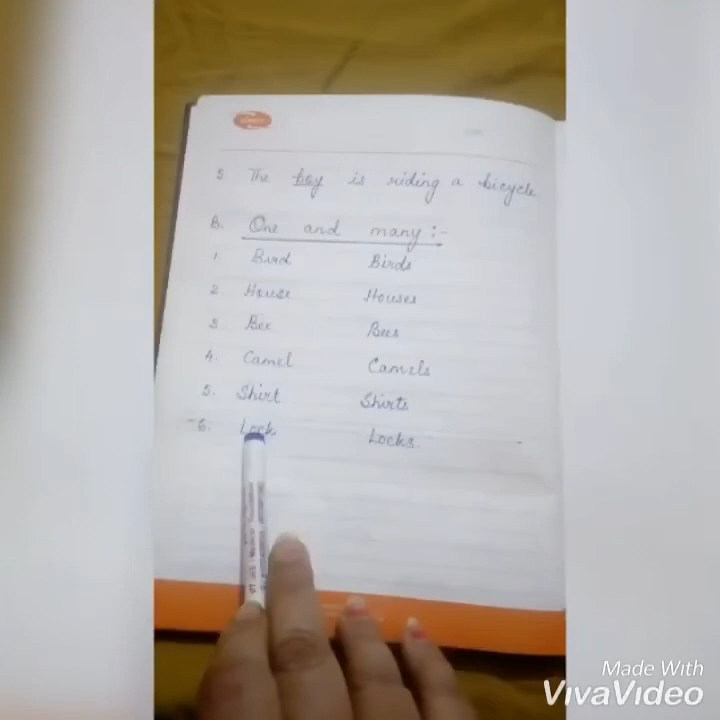 5 The boy is riding a bicycle
B. One and many :-
1 Bird Birds
2. House Houses
3 Bee Bees
4. Camel Camels
5. Shirt Shirts
6. Lock Locks.
Made With
VivaVideo